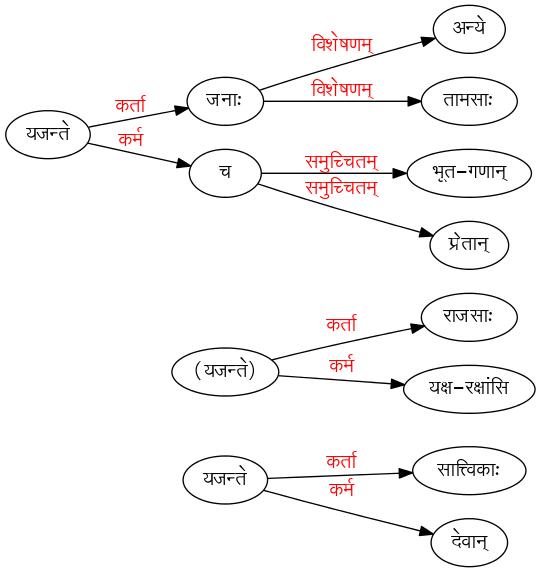 अन्ये
विशेषणम्
कर्ता
जनाः
विशेषणम्
तामसाः
यजन्ते
कर्म
च
समुच्चितम्
भूत-गणान्
समुच्चितम्
प्रेतान्
कर्ता
राजसाः
(यजन्ते)
कर्म
यक्ष-रक्षांसि
कर्ता
सात्त्विकाः
यजन्ते
कर्म
देवान्